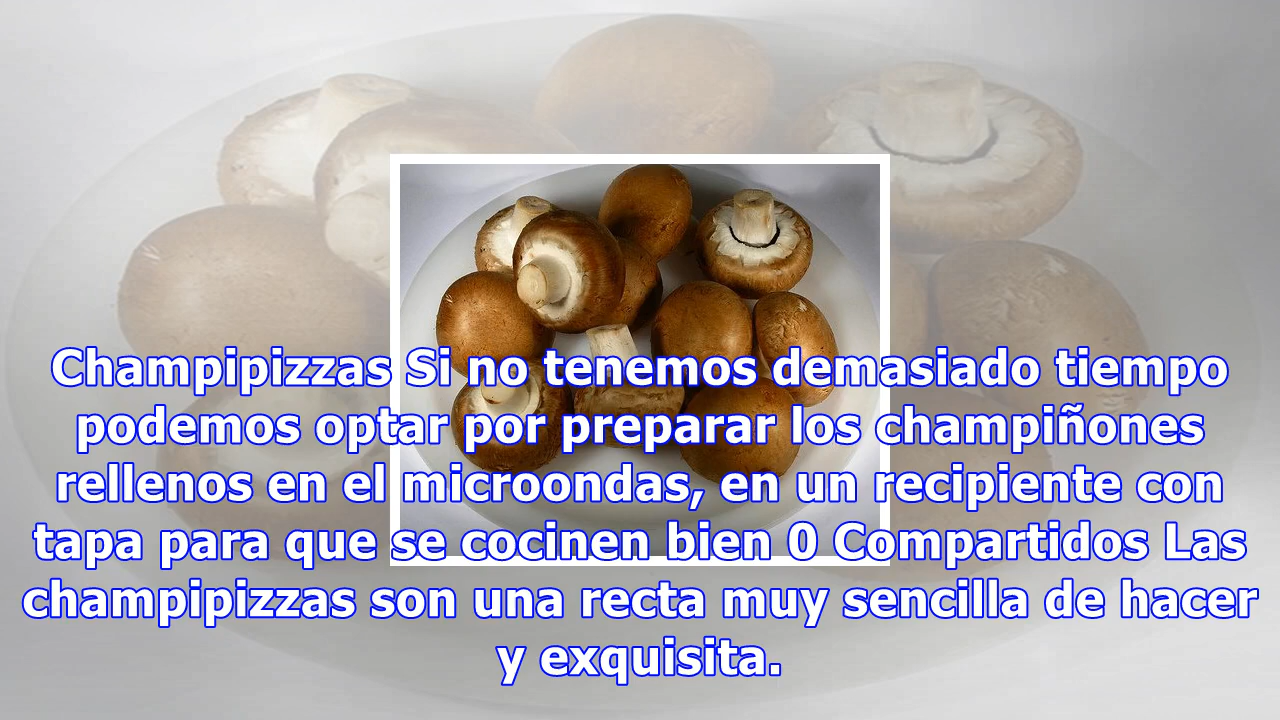 Champipizzas Si no tenemos demasiado tiempo
podemos optar por preparar los champiñones
rellenos en el microondas, en un recipiente con
tapa para que se cocinen bien 0 Compartidos Las
champipizzas son una recta muy sencilla de hacer
y exquisita.